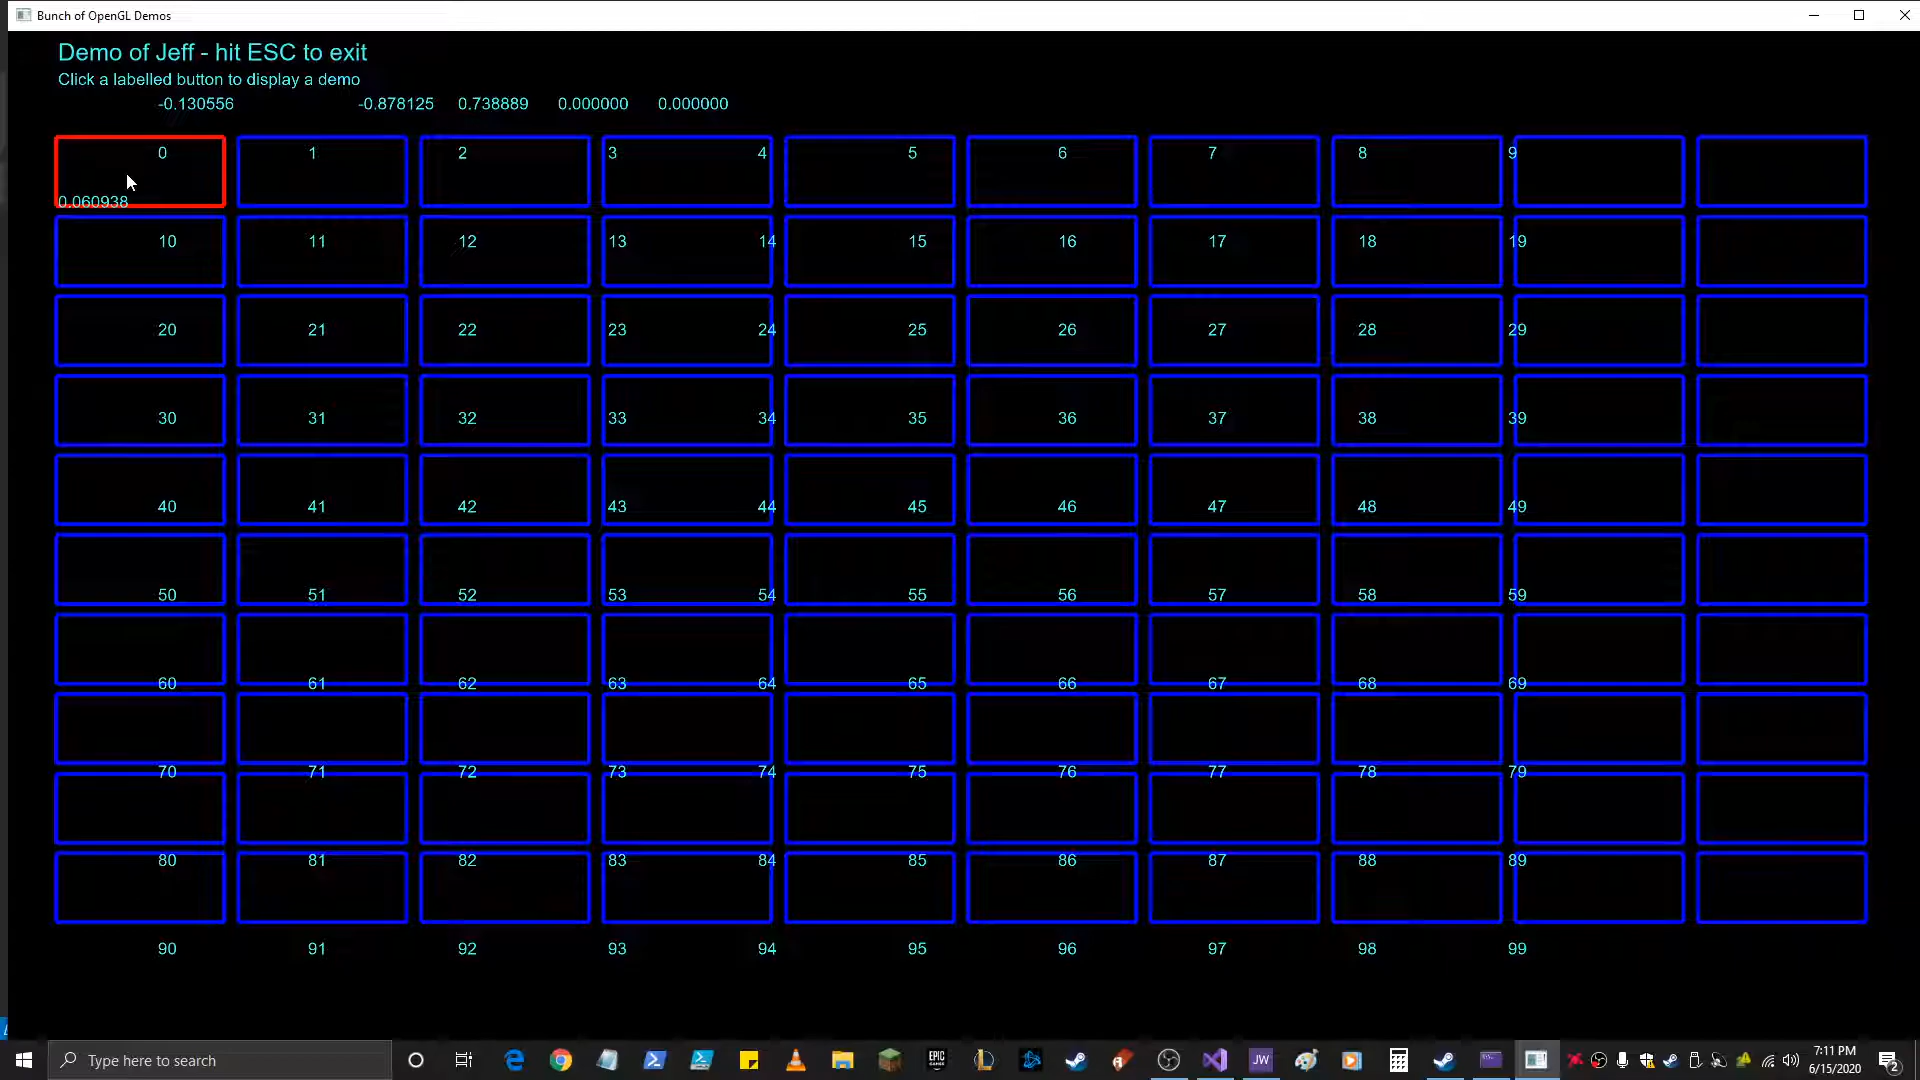 Bunch of OpenGL Demos
Demo of Jeff - hit ESC to exit
Click a labelled button to display a demo
-0.130556 -0.878125 0.738889 0.000000 0.000000
0 1 2 3 4 5 6 7 8 9
0.060938
10 11 12 13 14 15 16 17 18 19
20 21 22 23 24 25 26 27 28 29
30 31 32 33 34 35 36 37 38 39
40 41 42 43 44 45 46 47 48 49
50 51 52 53 54 55 56 57 58 59
60 61 62 63 64 65 66 67 68 69
70 71 72 73 74 75 76 77 78 79
80 81 82 83 84 85 86 87 88 89
90 91 92 93 94 95 96 97 98 99
Type here to search
EPIC GAMES
JW
7:11 PM
6/15/2020
2